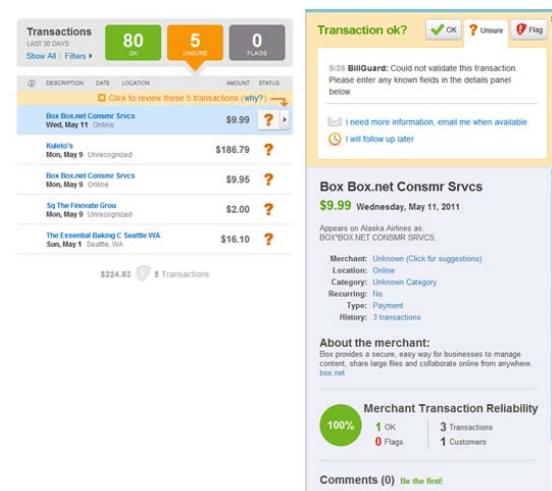 Transactions
LAST 30 DAYS
Show All | Filters
80
OK
5
UNSURE
0
FLAGS
DESCRIPTION DATE LOCATION AMOUNT STATUS
Click to review these 5 transactions (why?)
Box Box.net Consmr Srvcs
Wed, May 11 Online
$9.99 ?
Kuleto's
Mon, May 9 Unrecognized
$186.79 ?
Box Box.net Consmr Srvcs
Mon, May 9 Online
$9.95 ?
Sq The Finovate Grou
Mon, May 9 Unrecognized
$2.00 ?
The Essential Baking C Seattle WA
Sun, May 1 Seattle, WA
$16.10 ?
$224.83 5 Transactions
Transaction ok?
OK
? Unsure
Flag
5/26 BillGuard: Could not validate this transaction.
Please enter any known fields in the details panel
below.
I need more information, email me when available
I will follow up later
Box Box.net Consmr Srvcs
$9.99 Wednesday, May 11, 2011
Appears on Alaska Airlines as:
BOX*BOX.NET CONSMR SRVCS.
Merchant: Unknown (Click for suggestions)
Location: Online
Category: Unknown Category
Recurring: No
Type: Payment
History: 3 transactions
About the merchant:
Box provides a secure, easy way for businesses to manage
content, share large files and collaborate online from anywhere.
box.net
Merchant Transaction Reliability
100%
1 OK
3 Transactions
0 Flags
1 Customers
Comments (0) Be the first!